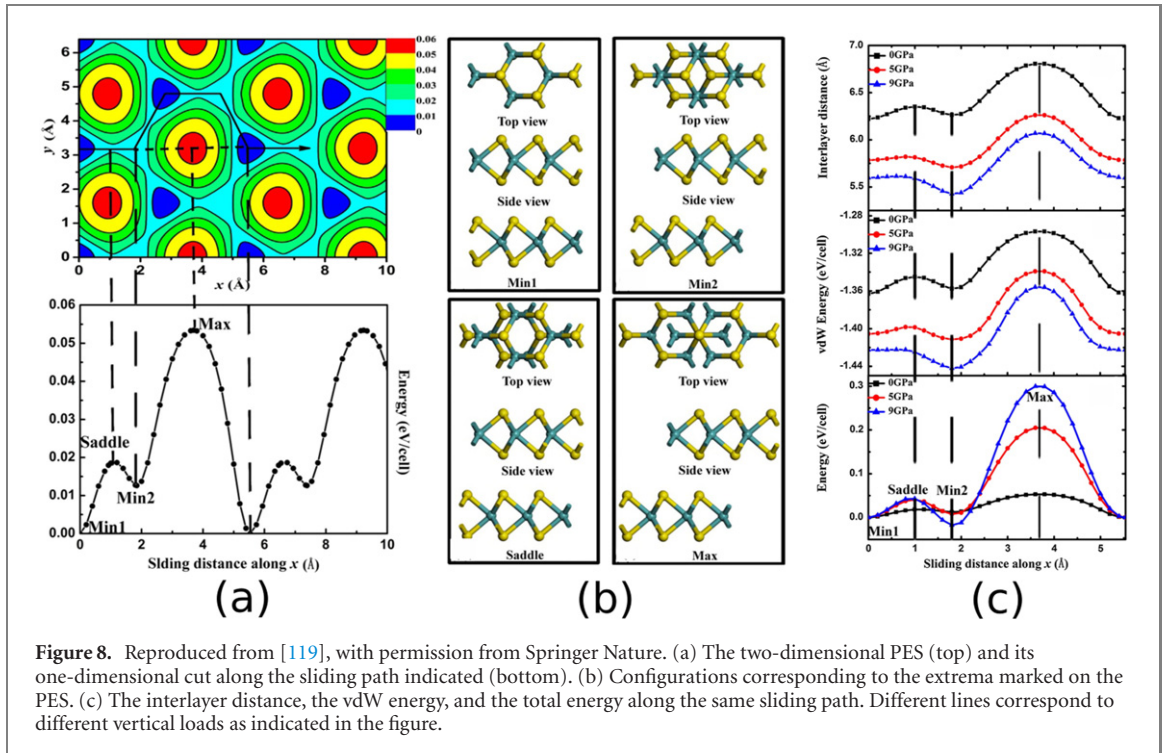 0.06
0.05
0.04
0.03
0.02
0.01
0
6
5
4
3
2
1
0
y (Å)
0 2 4 6 8 10
x (Å)
0.06
0.05
0.04
0.03
0.02
0.01
0.00
Energy (eV/cell)
Max
Saddle
Min2
Min1
0 2 4 6 8 10
Slding distance along x (Å)
(a)
Top view
Side view
Min1
Top view
Side view
Min2
Top view
Side view
Saddle
Top view
Side view
Max
(b)
7.0
6.5
6.0
5.5
Interlayer distance (Å)
0GPa
5GPa
9GPa
-1.28
-1.32
-1.36
-1.40
-1.44
vdW Energy (eV/cell)
0GPa
5GPa
9GPa
0.3
0.2
0.1
0.0
Energy (eV/cell)
0GPa
5GPa
9GPa
Max
Saddle
Min2
Min1
0 1 2 3 4 5
Sliding distance along x (Å)
(c)
Figure 8. Reproduced from [119], with permission from Springer Nature. (a) The two-dimensional PES (top) and its
one-dimensional cut along the sliding path indicated (bottom). (b) Configurations corresponding to the extrema marked on the
PES. (c) The interlayer distance, the vdW energy, and the total energy along the same sliding path. Different lines correspond to
different vertical loads as indicated in the figure.